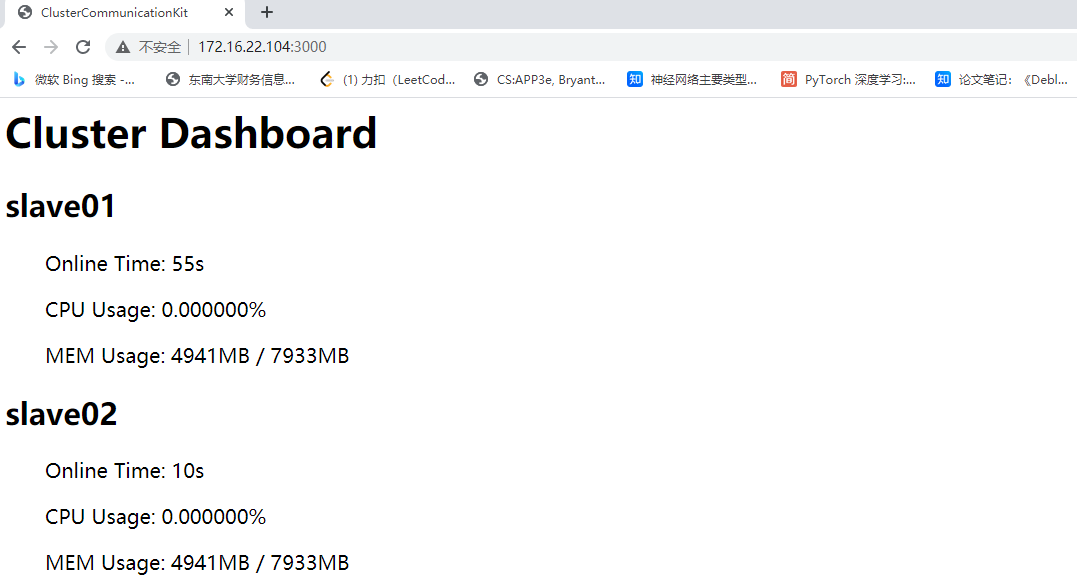 ClusterCommunicationKit
不安全 172.16.22.104:3000
微软 Bing 搜索 -... 东南大学财务信息... (1) 力扣（LeetCod... CS:APP3e, Bryant... 神经网络主要类型... PyTorch 深度学习:... 论文笔记：《Debl...
Cluster Dashboard
slave01
Online Time: 55s
CPU Usage: 0.000000%
MEM Usage: 4941MB / 7933MB
slave02
Online Time: 10s
CPU Usage: 0.000000%
MEM Usage: 4941MB / 7933MB